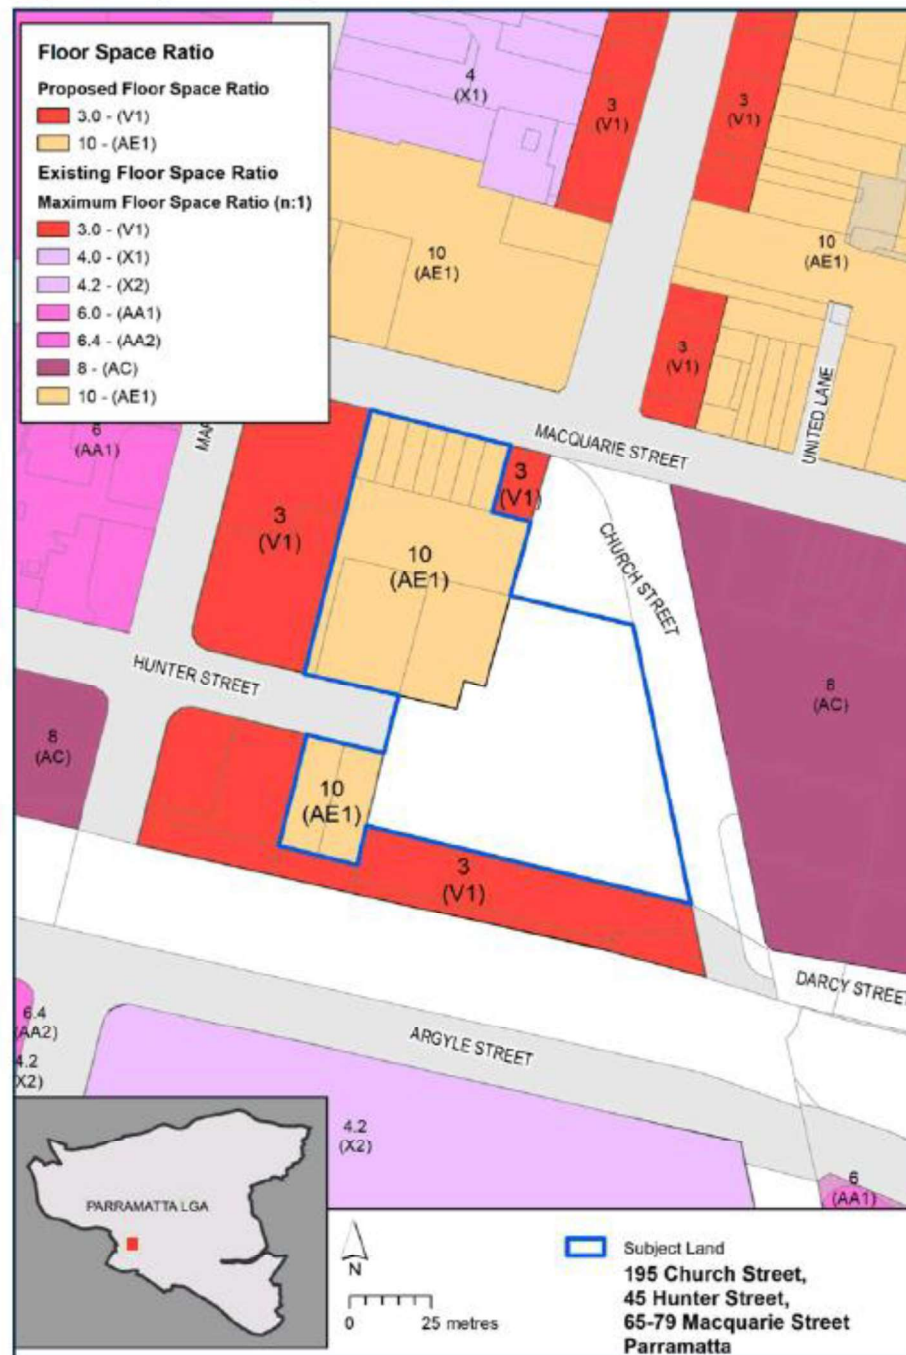 Floor Space Ratio
Proposed Floor Space Ratio
3.0 - (V1)
10 - (AE1)
Existing Floor Space Ratio
Maximum Floor Space Ratio (n:1)
3.0 - (V1)
4.0 - (X1)
4.2 - (X2)
6.0 - (AA1)
6.4 - (AA2)
8 - (AC)
10 - (AE1)
4
(X1)
3
(V1)
3
(V1)
10
(AE1)
10
(AE1)
3
(V1)
UNITED LANE
MACQUARIE STREET
6
(AA1)
MAR
3
(V1)
3
(V1)
10
(AE1)
CHURCH STREET
HUNTER STREET
8
(AC)
8
(AC)
10
(AE1)
3
(V1)
DARCY STREET
ARGYLE STREET
6.4
(AA2)
4.2
(X2)
4.2
(X2)
6
(AA1)
PARRAMATTA LGA
N
0 25 metres
Subject Land
195 Church Street,
45 Hunter Street,
65-79 Macquarie Street
Parramatta